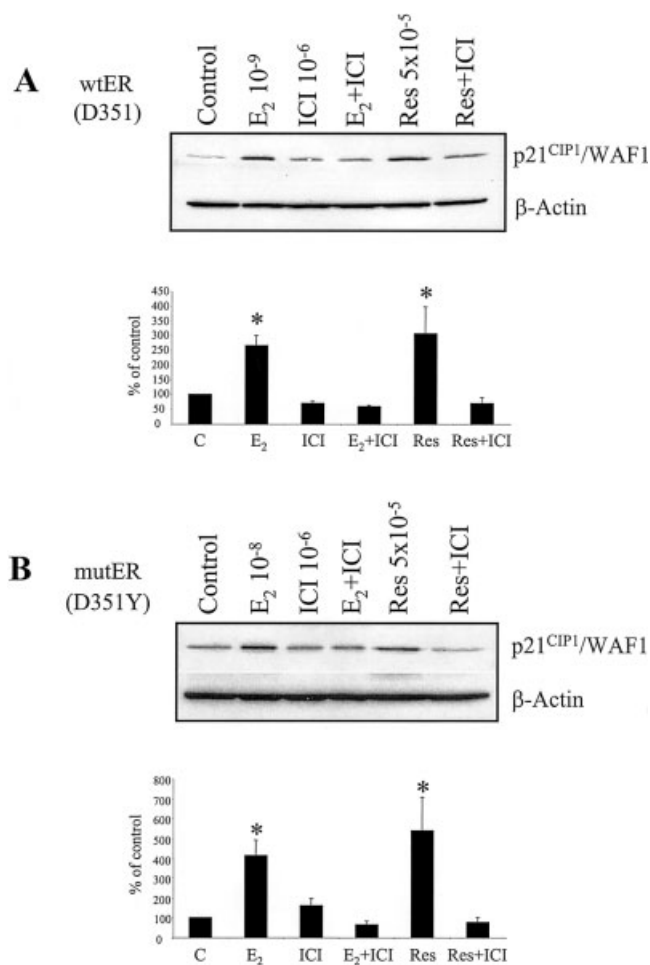 A
wtER
(D351)
Control
E₂ 10⁻⁹
ICI 10⁻⁶
E₂+ICI
Res 5x10⁻⁵
Res+ICI
p21ᶜᴵᴾ¹/WAF1
β-Actin
% of control
450
400
350
300
250
200
150
100
50
0
*
*
C E₂ ICI E₂+ICI Res Res+ICI
B
mutER
(D351Y)
Control
E₂ 10⁻⁸
ICI 10⁻⁶
E₂+ICI
Res 5x10⁻⁵
Res+ICI
p21ᶜᴵᴾ¹/WAF1
β-Actin
% of control
800
700
600
500
400
300
200
100
0
*
*
C E₂ ICI E₂+ICI Res Res+ICI